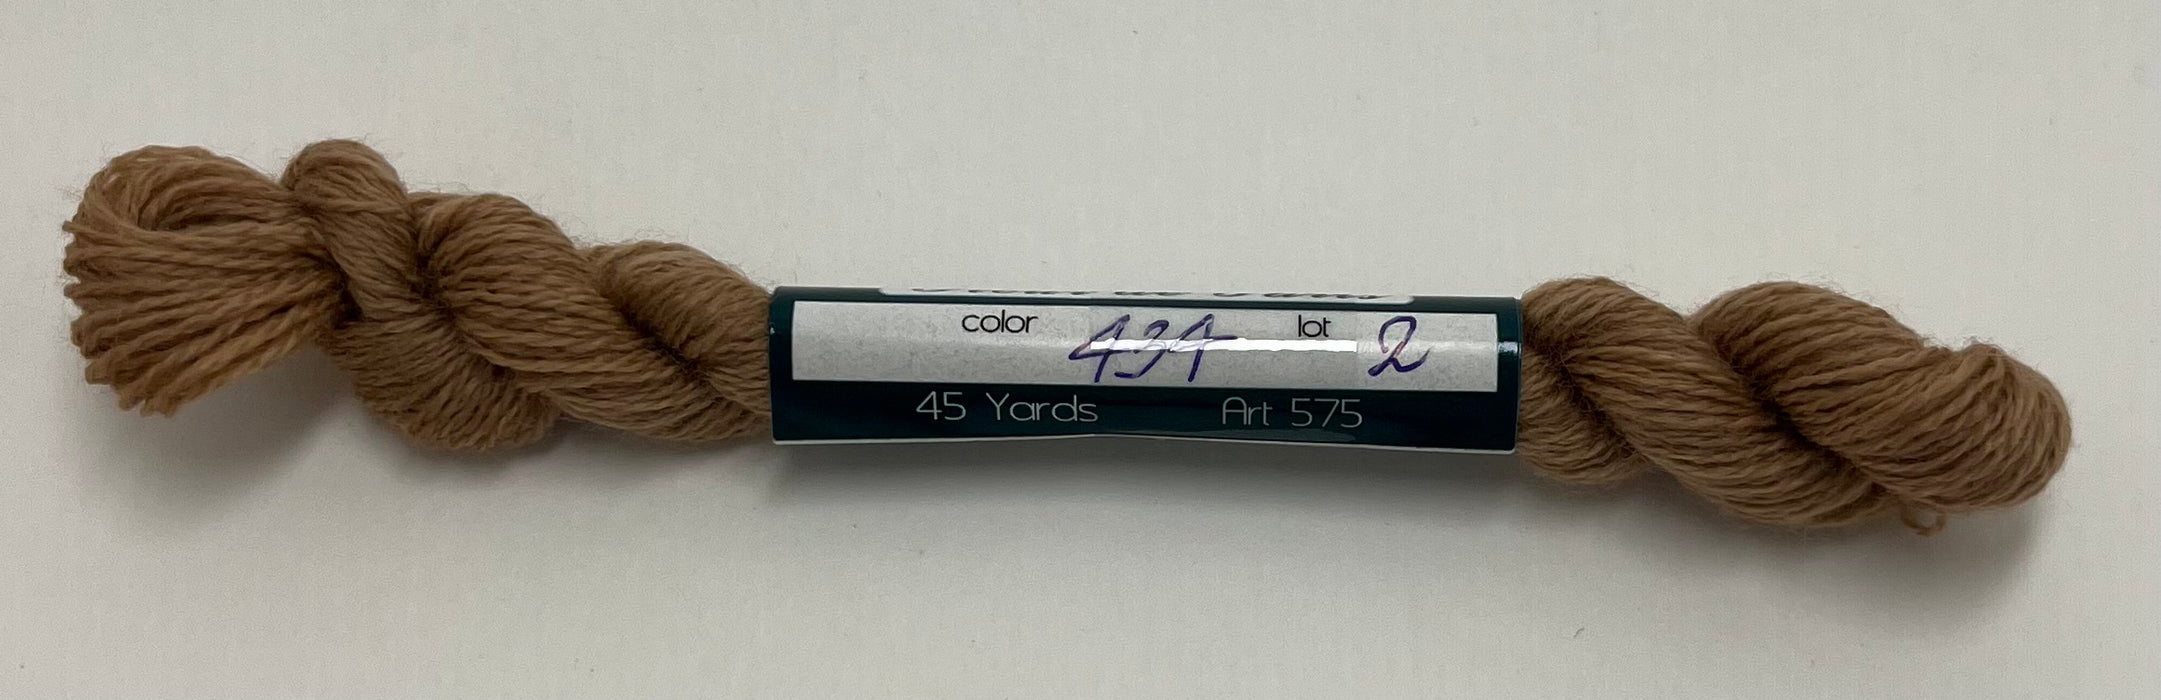 color 434 lot 2
45 Yards Art 575